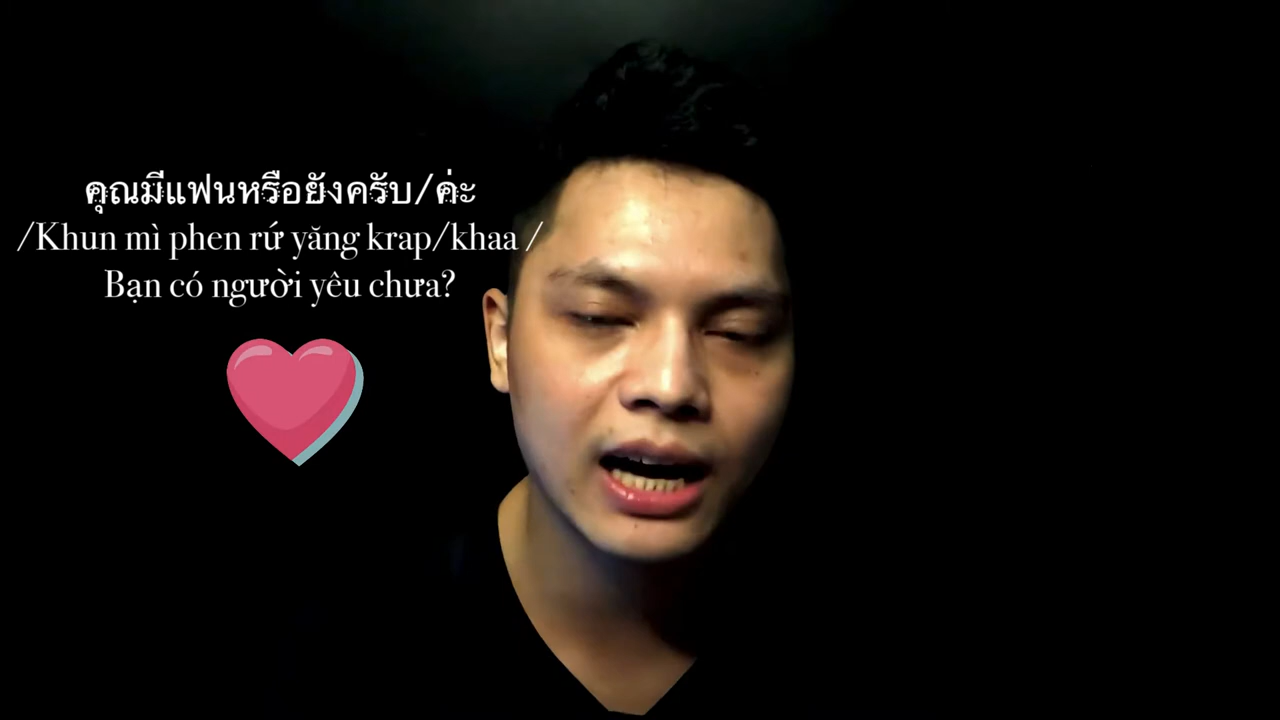 คุณมีแฟนหรือยังครับ/ค่ะ
/Khun mì phen rứ yăng krap/khaa /
Bạn có người yêu chưa?